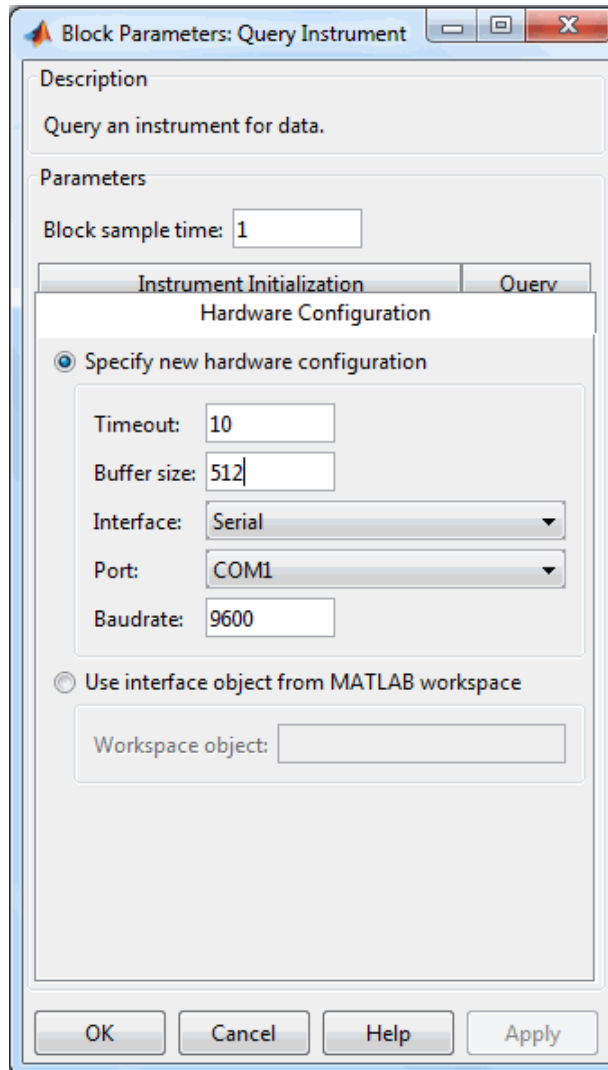 Block Parameters: Query Instrument
Description
Query an instrument for data.
Parameters
Block sample time: 1
Instrument Initialization Query
Hardware Configuration
Specify new hardware configuration
Timeout: 10
Buffer size: 512
Interface: Serial
Port: COM1
Baudrate: 9600
Use interface object from MATLAB workspace
Workspace object:
OK Cancel Help Apply